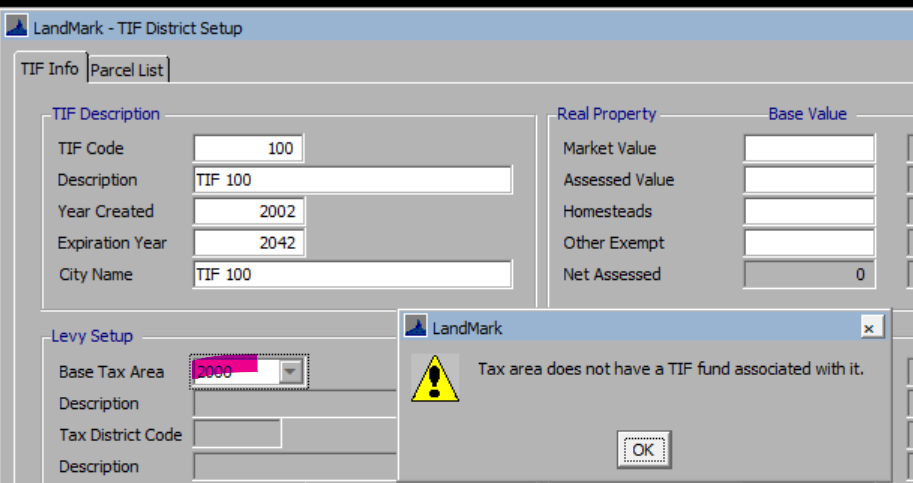 LandMark - TIF District Setup
TIF Info Parcel List
TIF Description
TIF Code 100
Description TIF 100
Year Created 2002
Expiration Year 2042
City Name TIF 100
Real Property Base Value
Market Value
Assessed Value
Homesteads
Other Exempt
Net Assessed 0
Levy Setup
Base Tax Area 2000
Description
Tax District Code
Description
LandMark
Tax area does not have a TIF fund associated with it.
OK